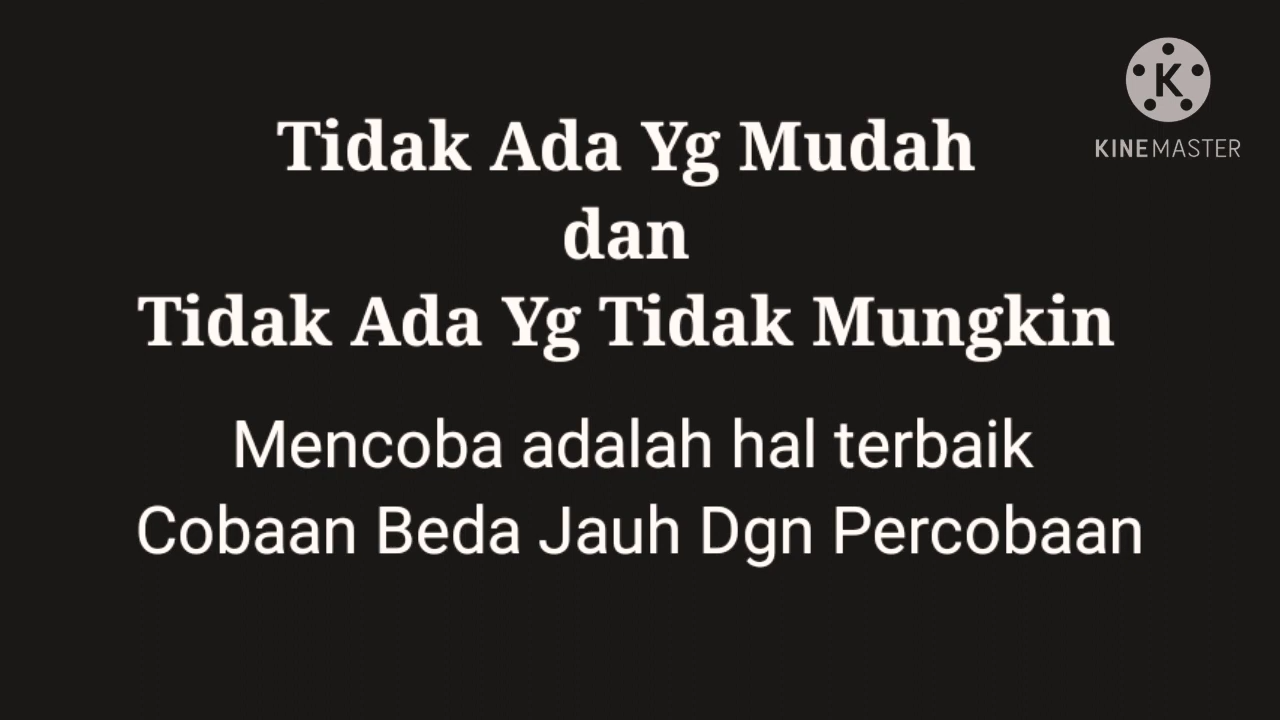 K
KINEMASTER
Tidak Ada Yg Mudah
dan
Tidak Ada Yg Tidak Mungkin
Mencoba adalah hal terbaik
Cobaan Beda Jauh Dgn Percobaan